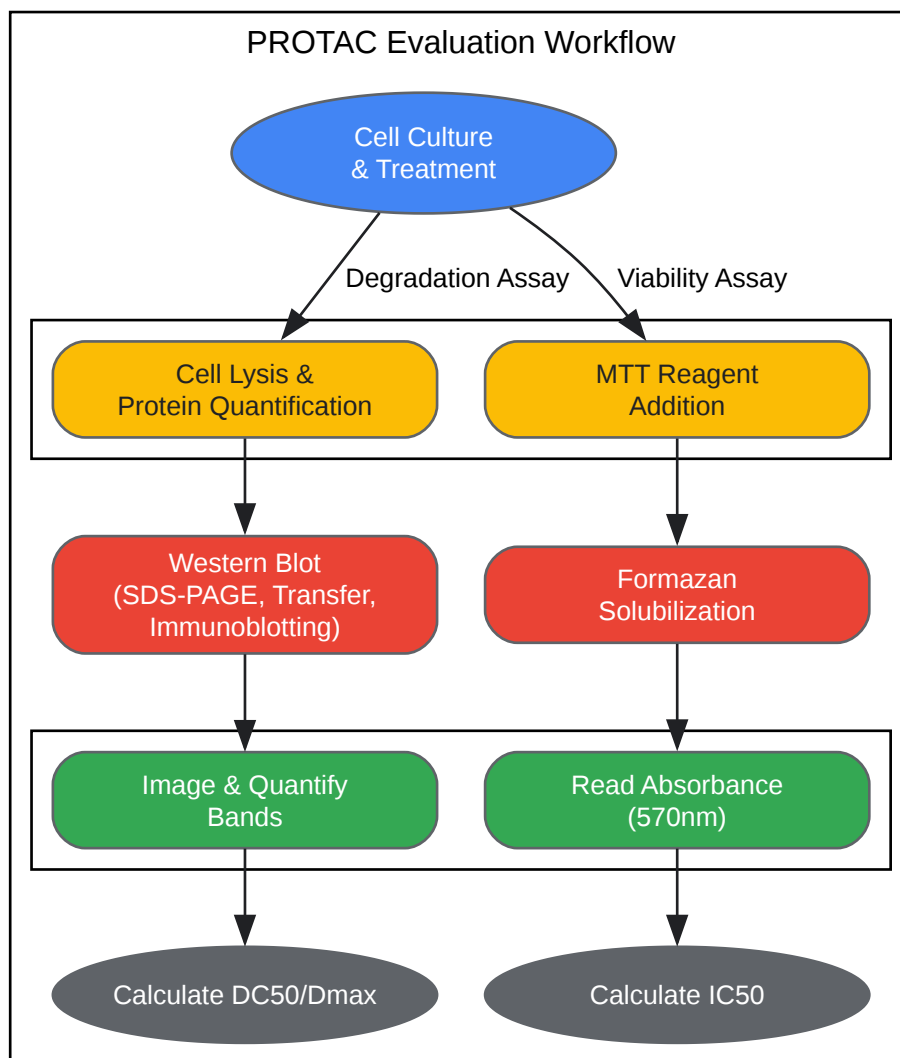 PROTAC Evaluation Workflow
Cell Culture
& Treatment
Degradation Assay
Viability Assay
Cell Lysis &
Protein Quantification
MTT Reagent
Addition
Western Blot
(SDS-PAGE, Transfer,
Immunoblotting)
Formazan
Solubilization
Image & Quantify
Bands
Read Absorbance
(570nm)
Calculate DC50/Dmax
Calculate IC50